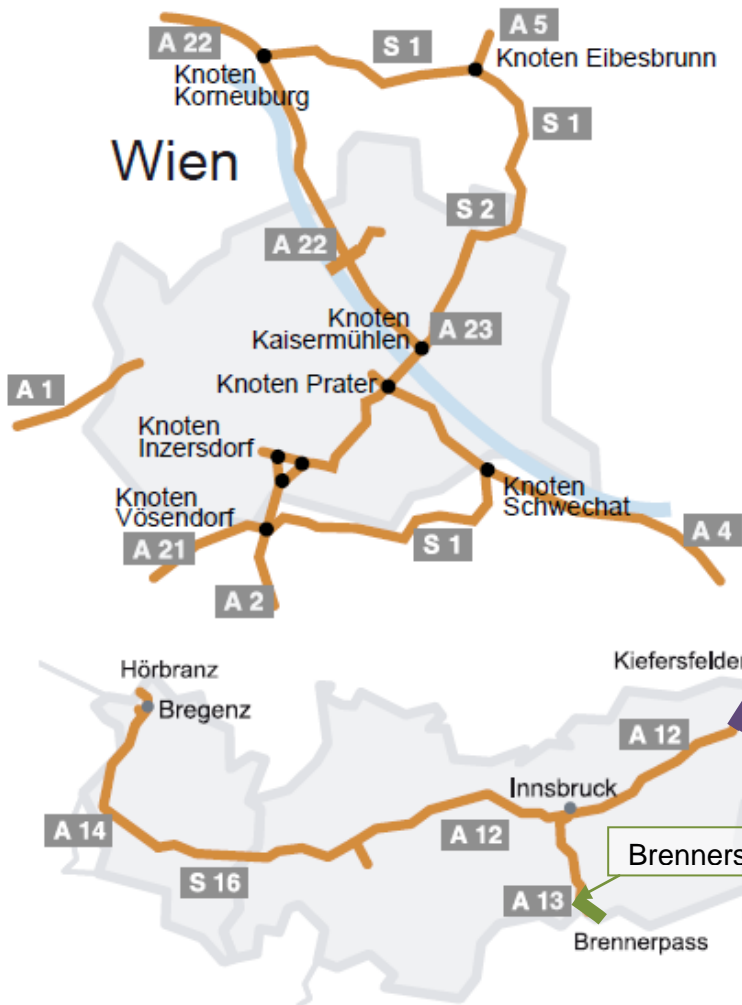 A 22
S 1
A 5
Knoten Eibesbrunn
Knoten
Korneuburg
S 1
Wien
S 2
A 22
Knoten
Kaisermühlen
A 23
A 1
Knoten Prater
Knoten
Inzersdorf
Knoten
Vösendorf
Knoten
Schwechat
A 21
S 1
A 4
A 2
Hörbranz
Kiefersfelden
Bregenz
A 12
Innsbruck
A 14
A 12
S 16
Brenners
A 13
Brennerpass